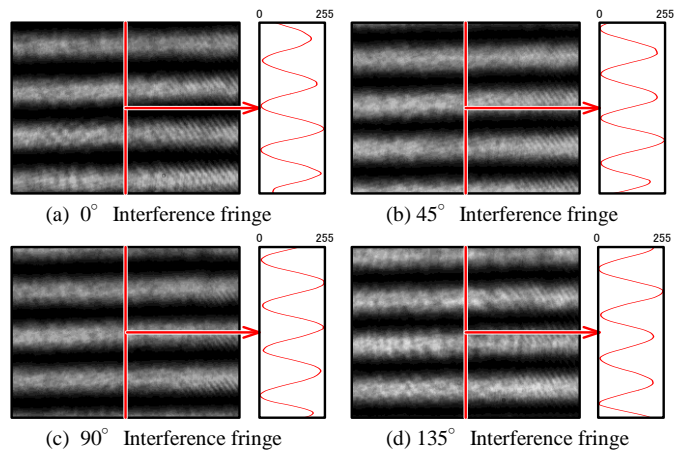 0 255
0 255
(a) 0° Interference fringe
(b) 45° Interference fringe
0 255
0 255
(c) 90° Interference fringe
(d) 135° Interference fringe